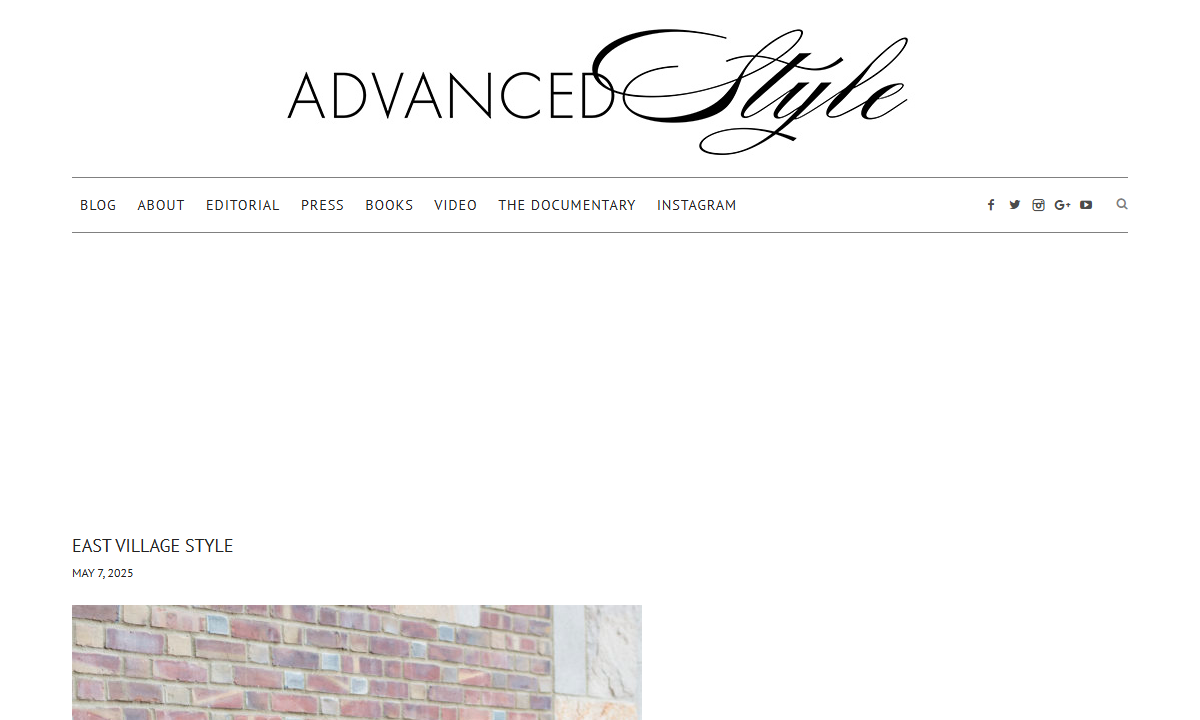 ADVANCED Style
BLOG ABOUT EDITORIAL PRESS BOOKS VIDEO THE DOCUMENTARY INSTAGRAM
EAST VILLAGE STYLE
MAY 7, 2025